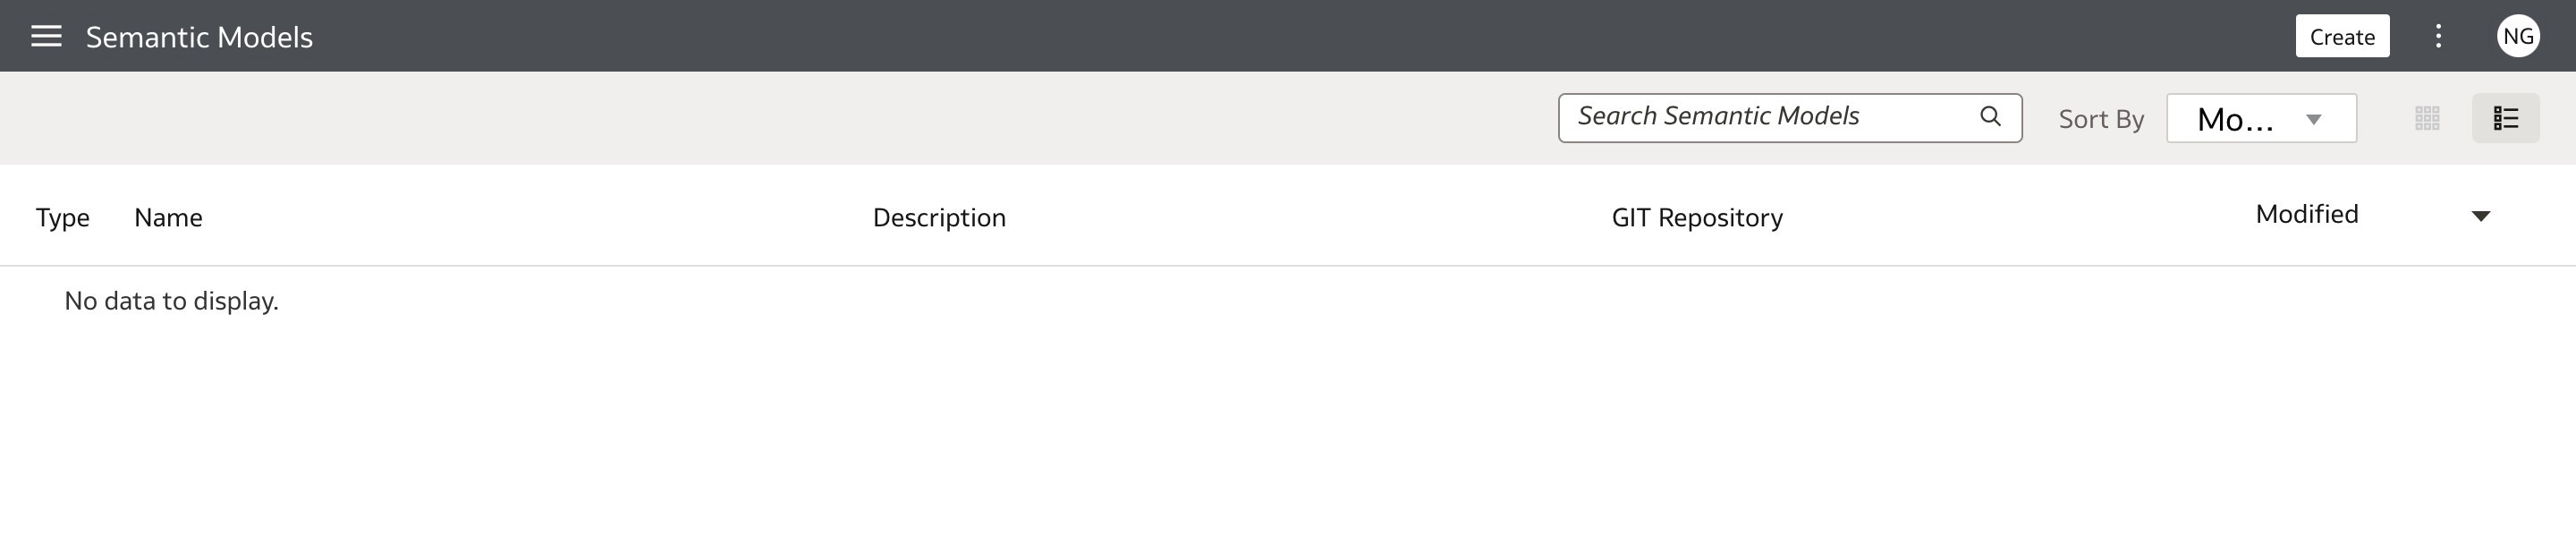 Semantic Models
Create
NG
Search Semantic Models
Sort By
Mo...
Type Name Description GIT Repository Modified
No data to display.